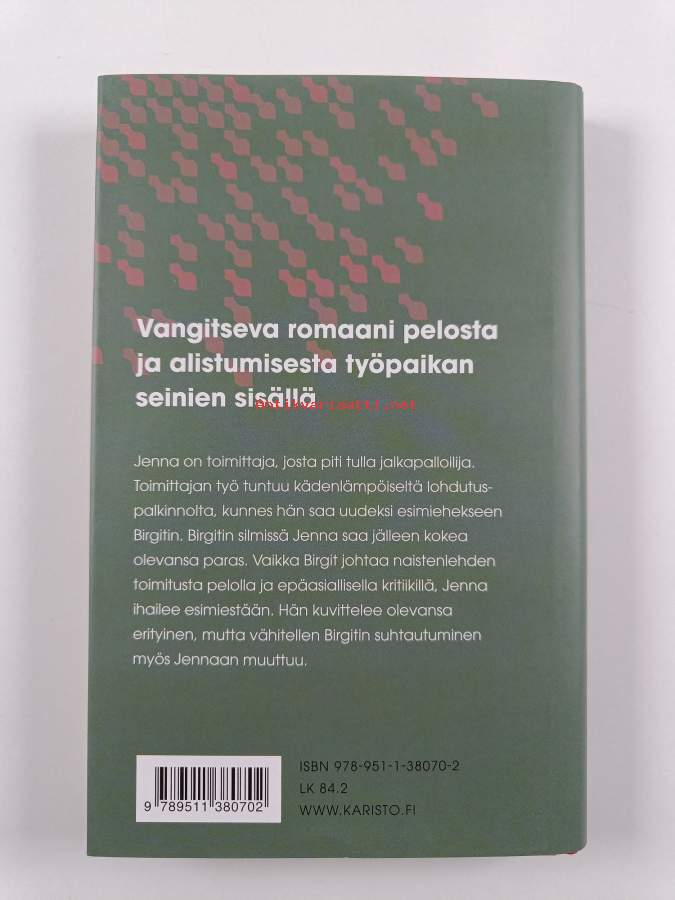 Vangitseva romaani pelosta
ja alistumisesta työpaikan
seinien sisällä
Antikvariaatti.net
Jenna on toimittaja, josta piti tulla jalkapalloilija.
Toimittajan työ tuntuu kädenlämpöiseltä lohdutus-
palkinnolta, kunnes hän saa uudeksi esimiehekseen
Birgitin. Birgitin silmissä Jenna saa jälleen kokea
olevansa paras. Vaikka Birgit johtaa naistenlehden
toimitusta pelolla ja epäasiallisella kritiikillä, Jenna
ihailee esimiestään. Hän kuvittelee olevansa
erityinen, mutta vähitellen Birgitin suhtautuminen
myös Jennaan muuttuu.
ISBN 978-951-1-38070-2
LK 84.2
WWW.KARISTO.FI
9 789511 380702